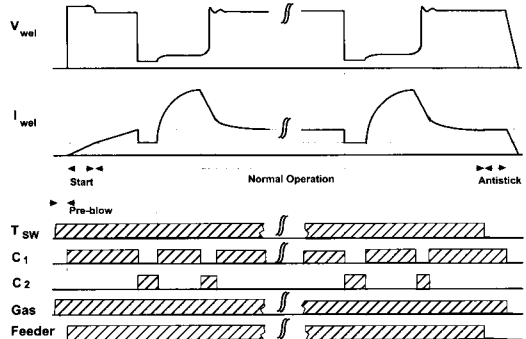 V wel
I wel
Start
Normal Operation
Antistick
Pre-blow
T SW
C 1
C 2
Gas
Feeder